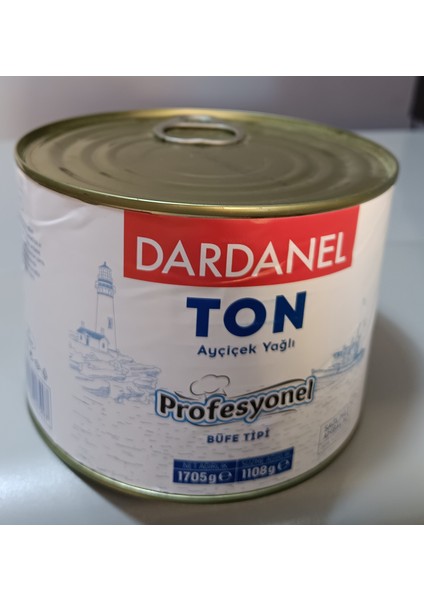 DARDANEL
TON
Ayçiçek Yağlı
Profesyonel
BÜFE TİPİ
1705g℮ 1108g℮